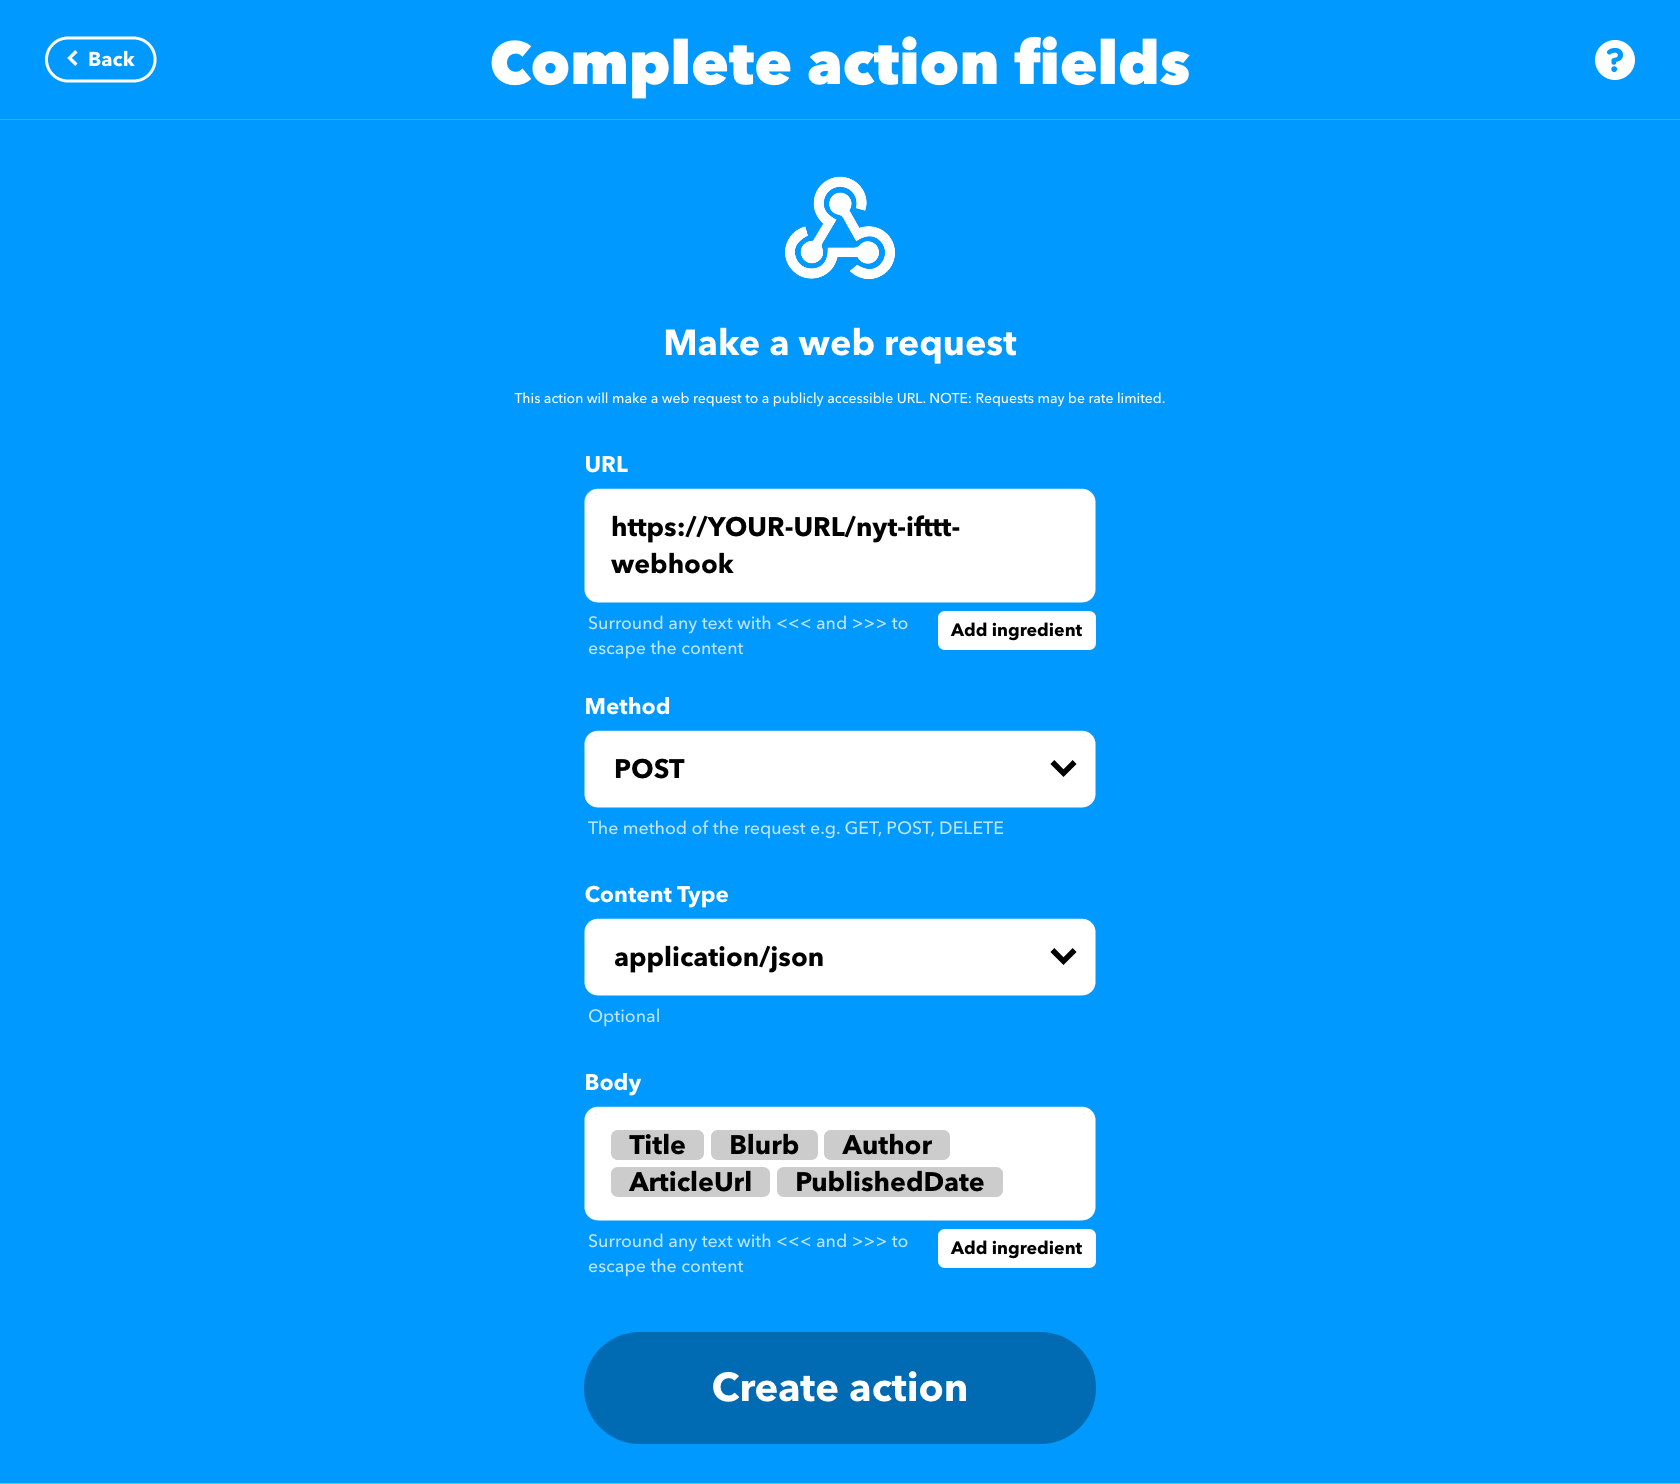 Back
Complete action fields
?
Make a web request
This action will make a web request to a publicly accessible URL. NOTE: Requests may be rate limited.
URL
https://YOUR-URL/nyt-ifttt-
webhook
Surround any text with <<< and >>> to
escape the content
Add ingredient
Method
POST
The method of the request e.g. GET, POST, DELETE
Content Type
application/json
Optional
Body
Title Blurb Author
ArticleUrl PublishedDate
Surround any text with <<< and >>> to
escape the content
Add ingredient
Create action